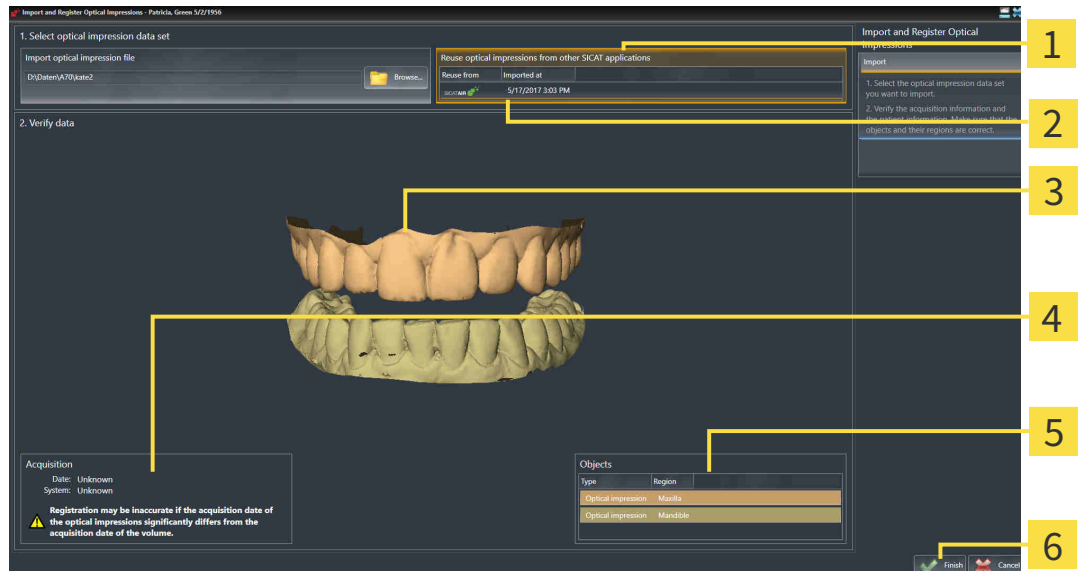 Import and Register Optical Impressions - Patricia, Green 5/2/1956
1. Select optical impression data set
Import optical impression file
D:\Daten\A70\kate2
Browse...
Reuse optical impressions from other SICAT applications
Reuse from Imported at
SICAT AIR 5/17/2017 3:03 PM
Import and Register Optical
Impressions
Import
1. Select the optical impression data set
you want to import.
2. Verify the acquisition information and
the patient information. Make sure that the
objects and their regions are correct.
2. Verify data
Acquisition
Date: Unknown
System: Unknown
Registration may be inaccurate if the acquisition date of
the optical impressions significantly differs from the
acquisition date of the volume.
Objects
Type Region
Optical impression Maxilla
Optical impression Mandible
Finish
Cancel
1
2
3
4
5
6